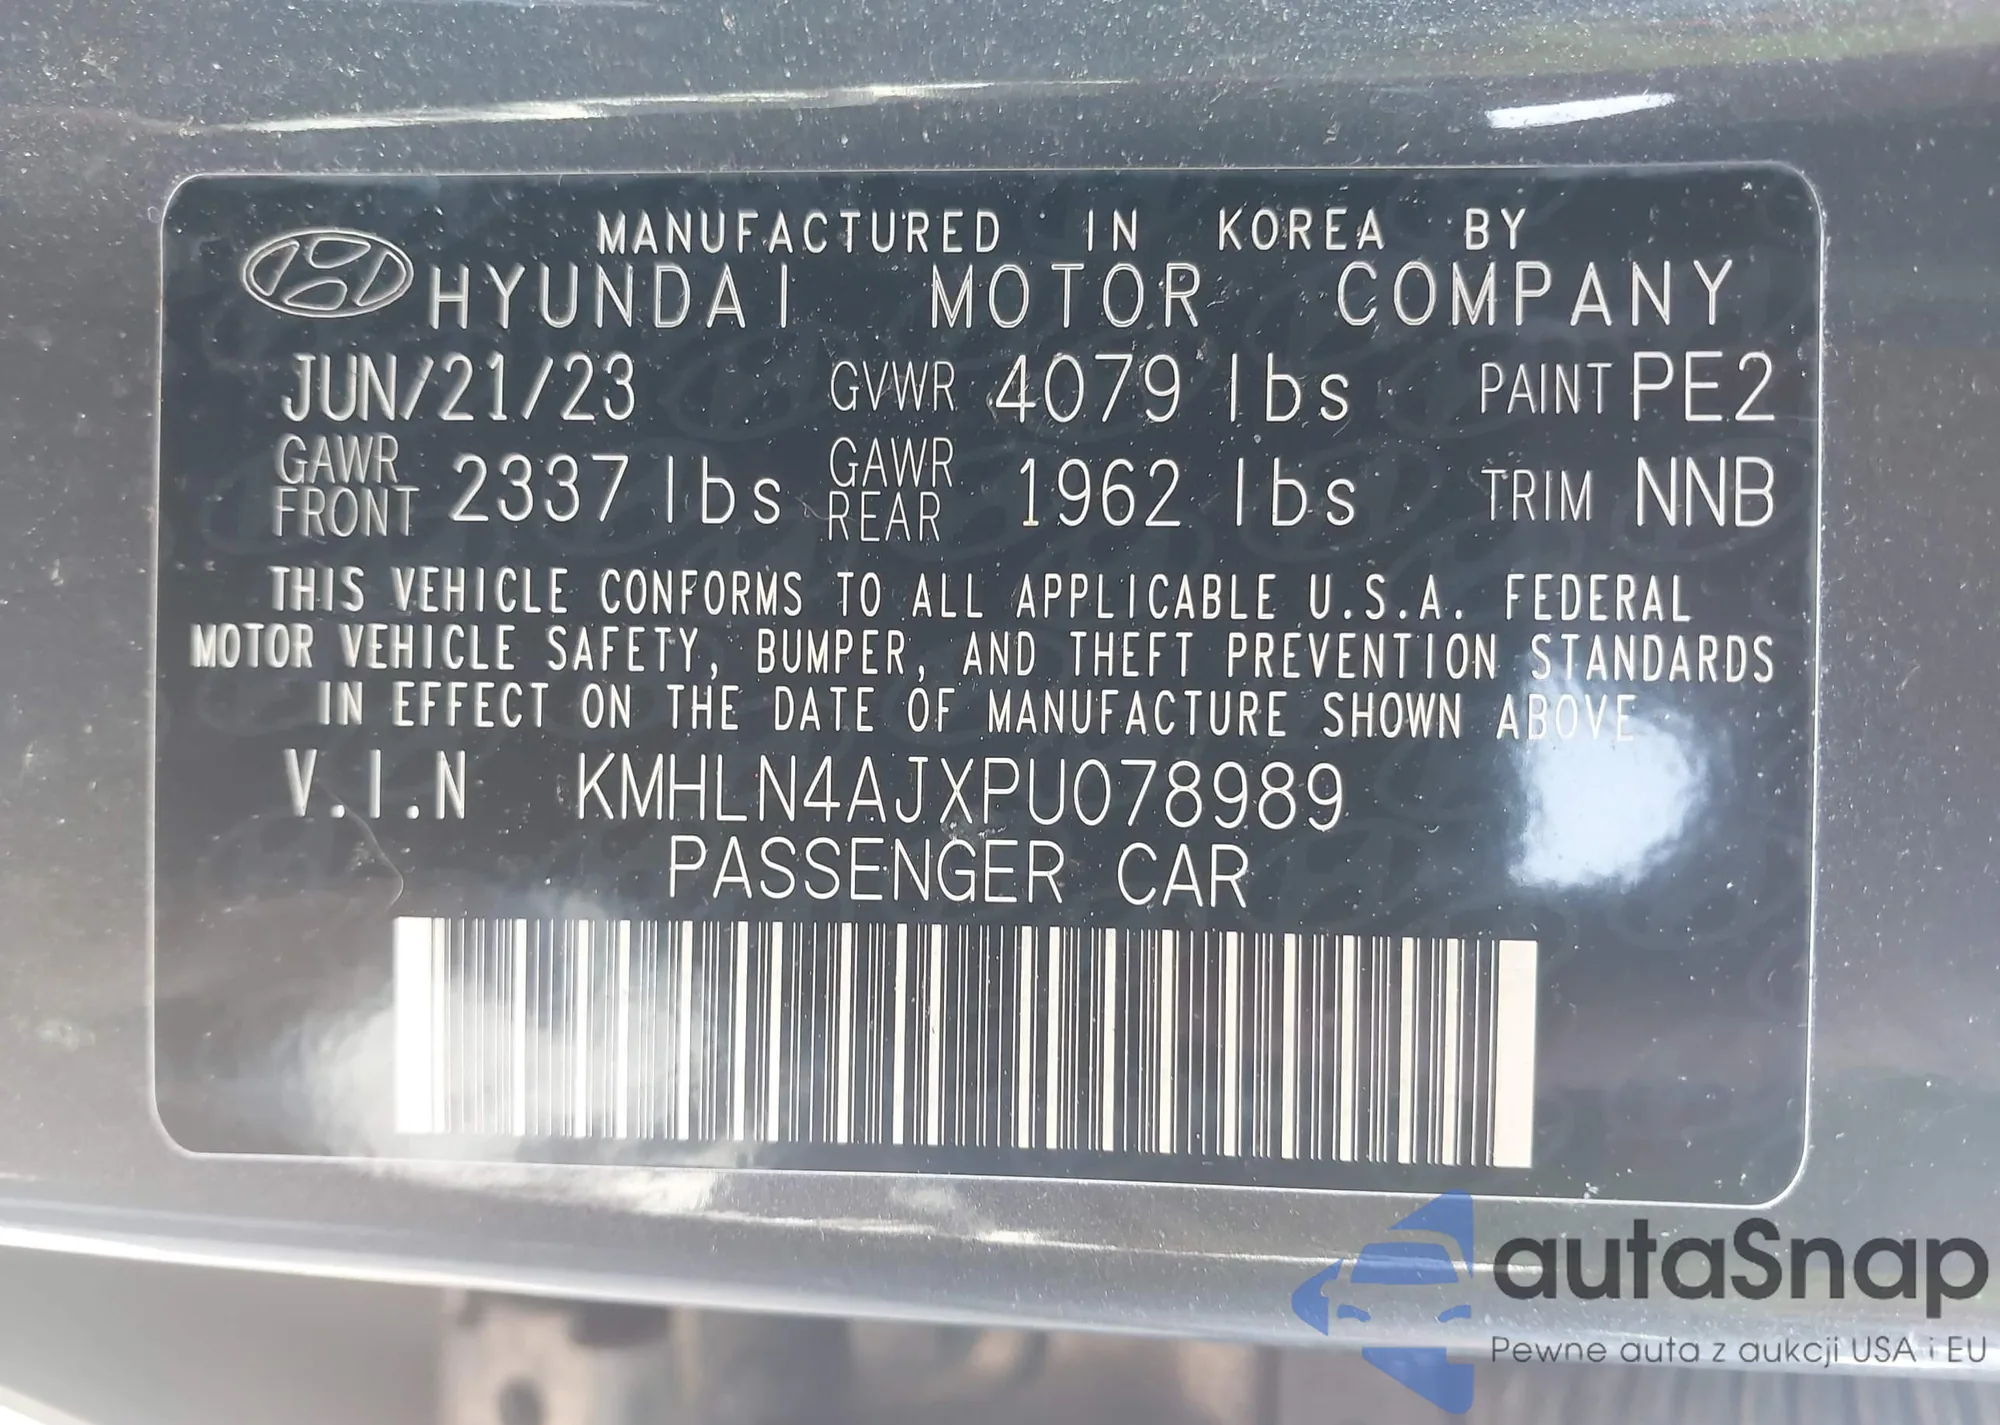 MANUFACTURED IN KOREA BY
HYUNDAI MOTOR COMPANY
JUN/21/23 GVWR 4079 lbs PAINT PE2
GAWR FRONT 2337 lbs GAWR REAR 1962 lbs TRIM NNB
THIS VEHICLE CONFORMS TO ALL APPLICABLE U.S.A. FEDERAL
MOTOR VEHICLE SAFETY, BUMPER, AND THEFT PREVENTION STANDARDS
IN EFFECT ON THE DATE OF MANUFACTURE SHOWN ABOVE
V.I.N KMHLN4AJXPU078989
PASSENGER CAR
autaSnap
Pewne auta z aukcji USA i EU